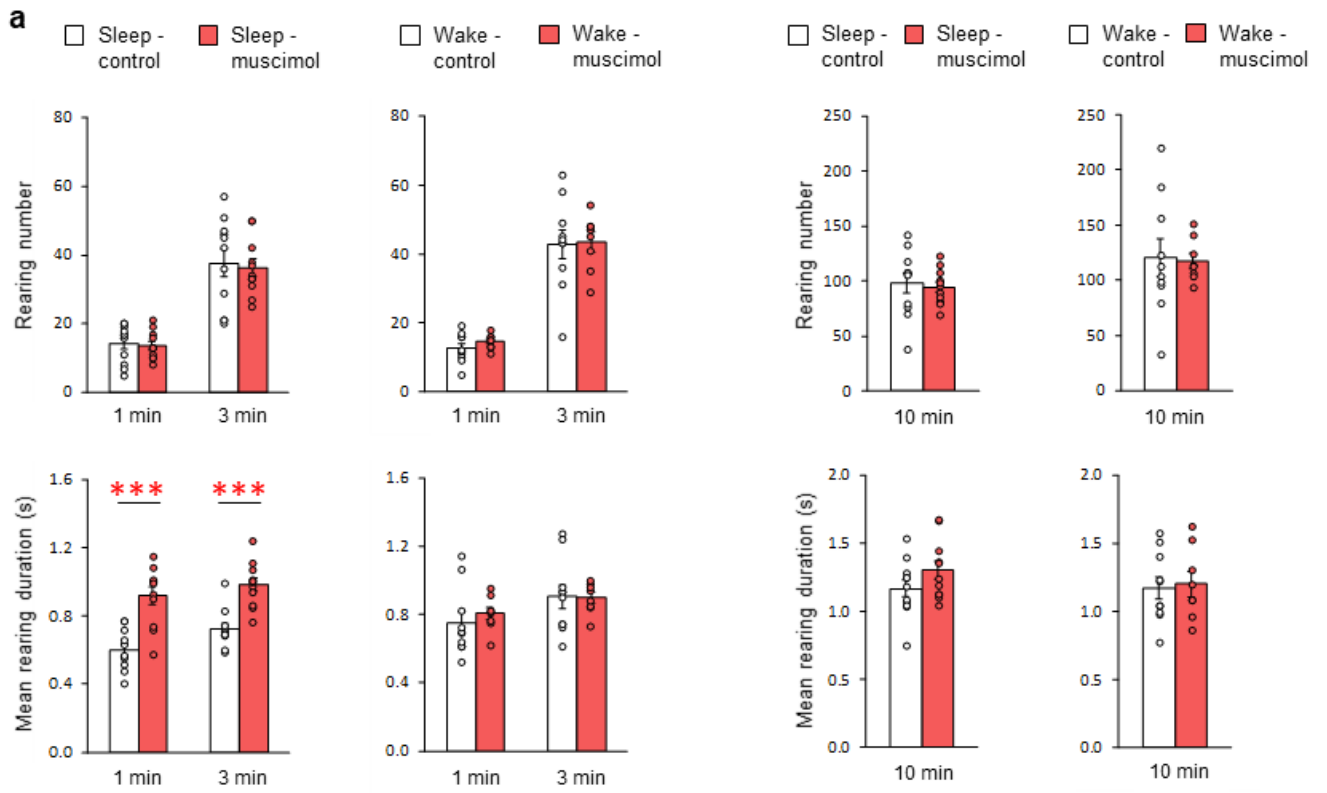 a
Sleep - control
Sleep - muscimol
Wake - control
Wake - muscimol
Sleep - control
Sleep - muscimol
Wake - control
Wake - muscimol
Rearing number
80
60
40
20
0
1 min
3 min
80
60
40
20
0
1 min
3 min
Rearing number
250
200
150
100
50
0
10 min
250
200
150
100
50
0
10 min
Mean rearing duration (s)
1.6
1.2
0.8
0.4
0.0
***
***
1 min
3 min
1.6
1.2
0.8
0.4
0.0
1 min
3 min
Mean rearing duration (s)
2.0
1.5
1.0
0.5
0.0
10 min
2.0
1.5
1.0
0.5
0.0
10 min